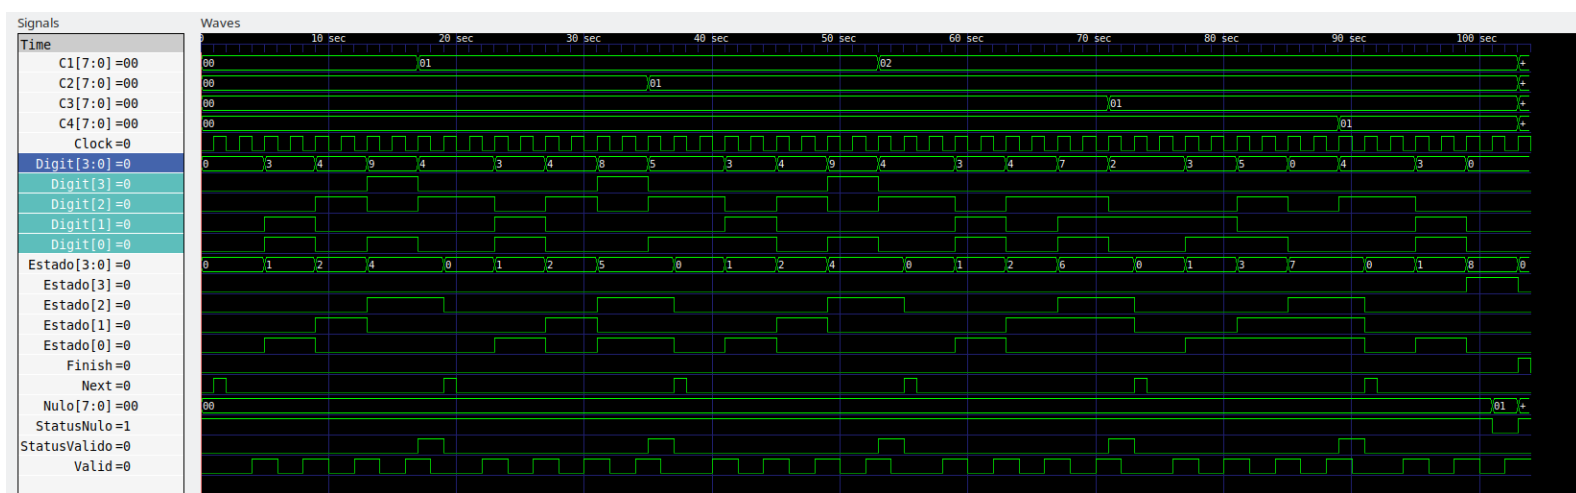 Signals Waves
Time 0 10 sec 20 sec 30 sec 40 sec 50 sec 60 sec 70 sec 80 sec 90 sec 100 sec
C1[7:0]=00 00 01 02 +
C2[7:0]=00 00 01 +
C3[7:0]=00 00 01 +
C4[7:0]=00 00 01 +
Clock=0
Digit[3:0]=0 0 3 4 9 4 3 4 8 5 3 4 9 4 3 4 7 2 3 5 0 4 3 0
Digit[3]=0
Digit[2]=0
Digit[1]=0
Digit[0]=0
Estado[3:0]=0 0 1 2 4 0 1 2 5 0 1 2 4 0 1 2 6 0 1 3 7 0 1 8 0
Estado[3]=0
Estado[2]=0
Estado[1]=0
Estado[0]=0
Finish=0
Next=0
Nulo[7:0]=00 00 01 +
StatusNulo=1
StatusValido=0
Valid=0